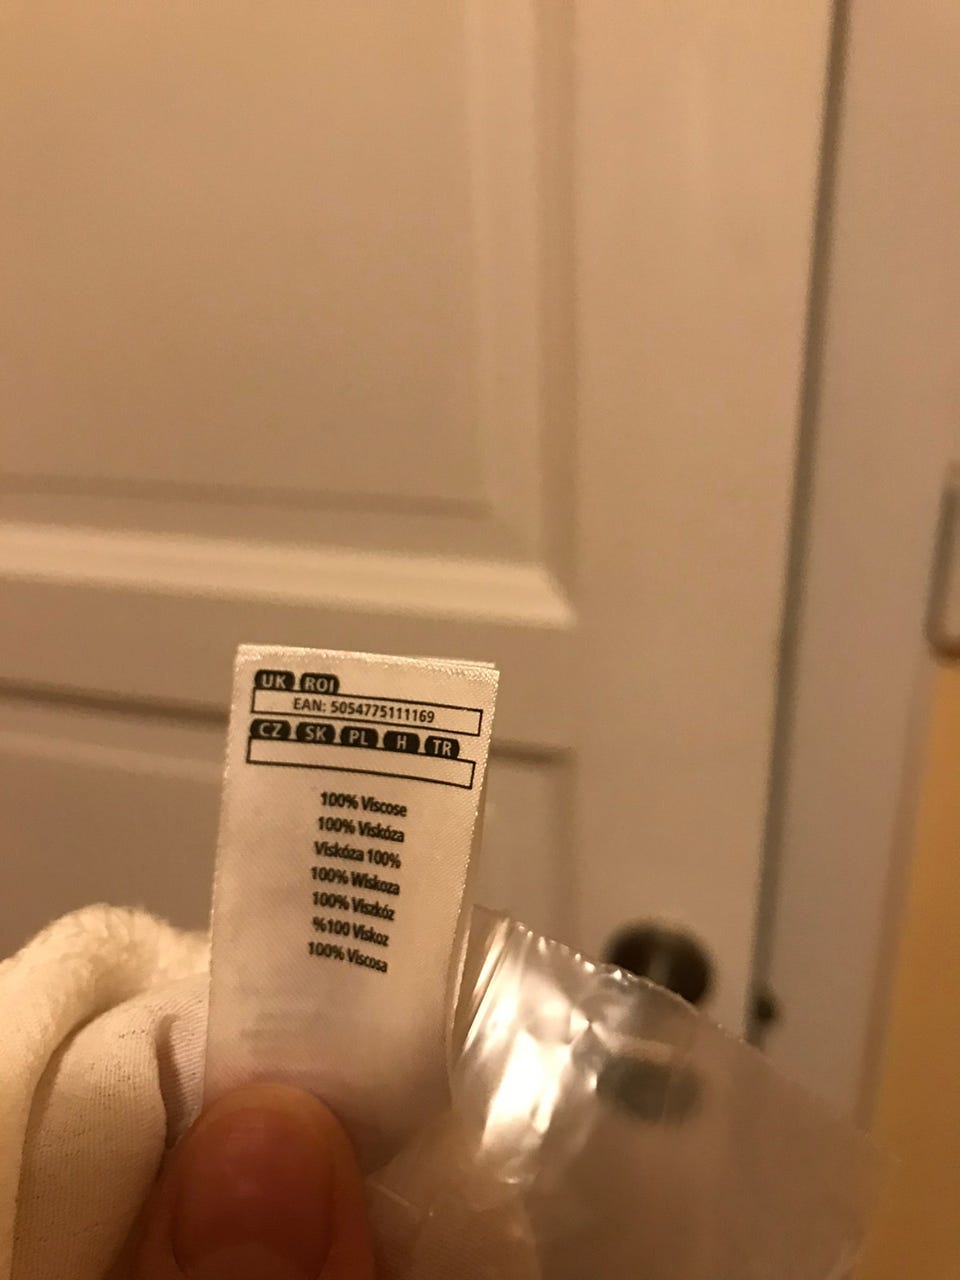 UK ROI
EAN: 5054775111169
CZ SK PL H TR
100% Viscose
100% Viskóza
Viskóza 100%
100% Wiskoza
100% Viszkóz
%100 Viskoz
100% Viscosa